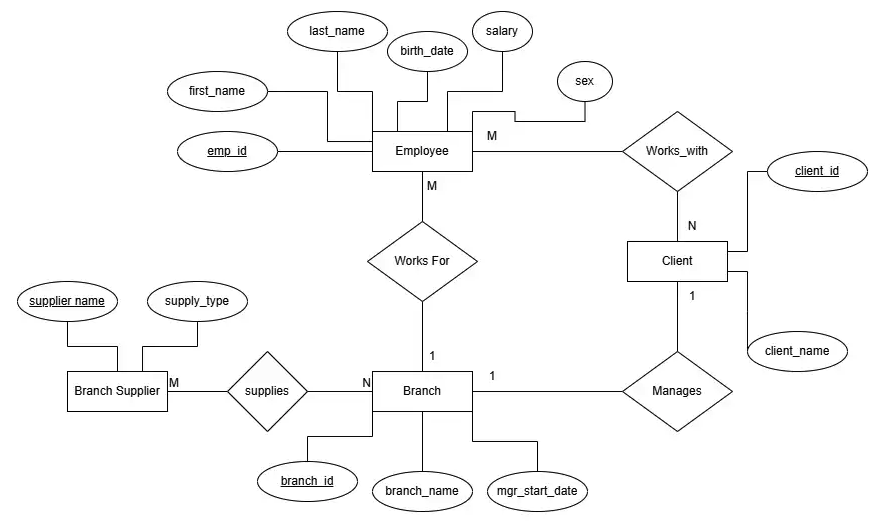 last_name
salary
birth_date
sex
first_name
M
emp_id
Employee
Works_with
client_id
M
N
Works For
Client
supplier name
supply_type
1
client_name
1
1
Branch Supplier
M
supplies
N
Branch
Manages
branch_id
branch_name
mgr_start_date